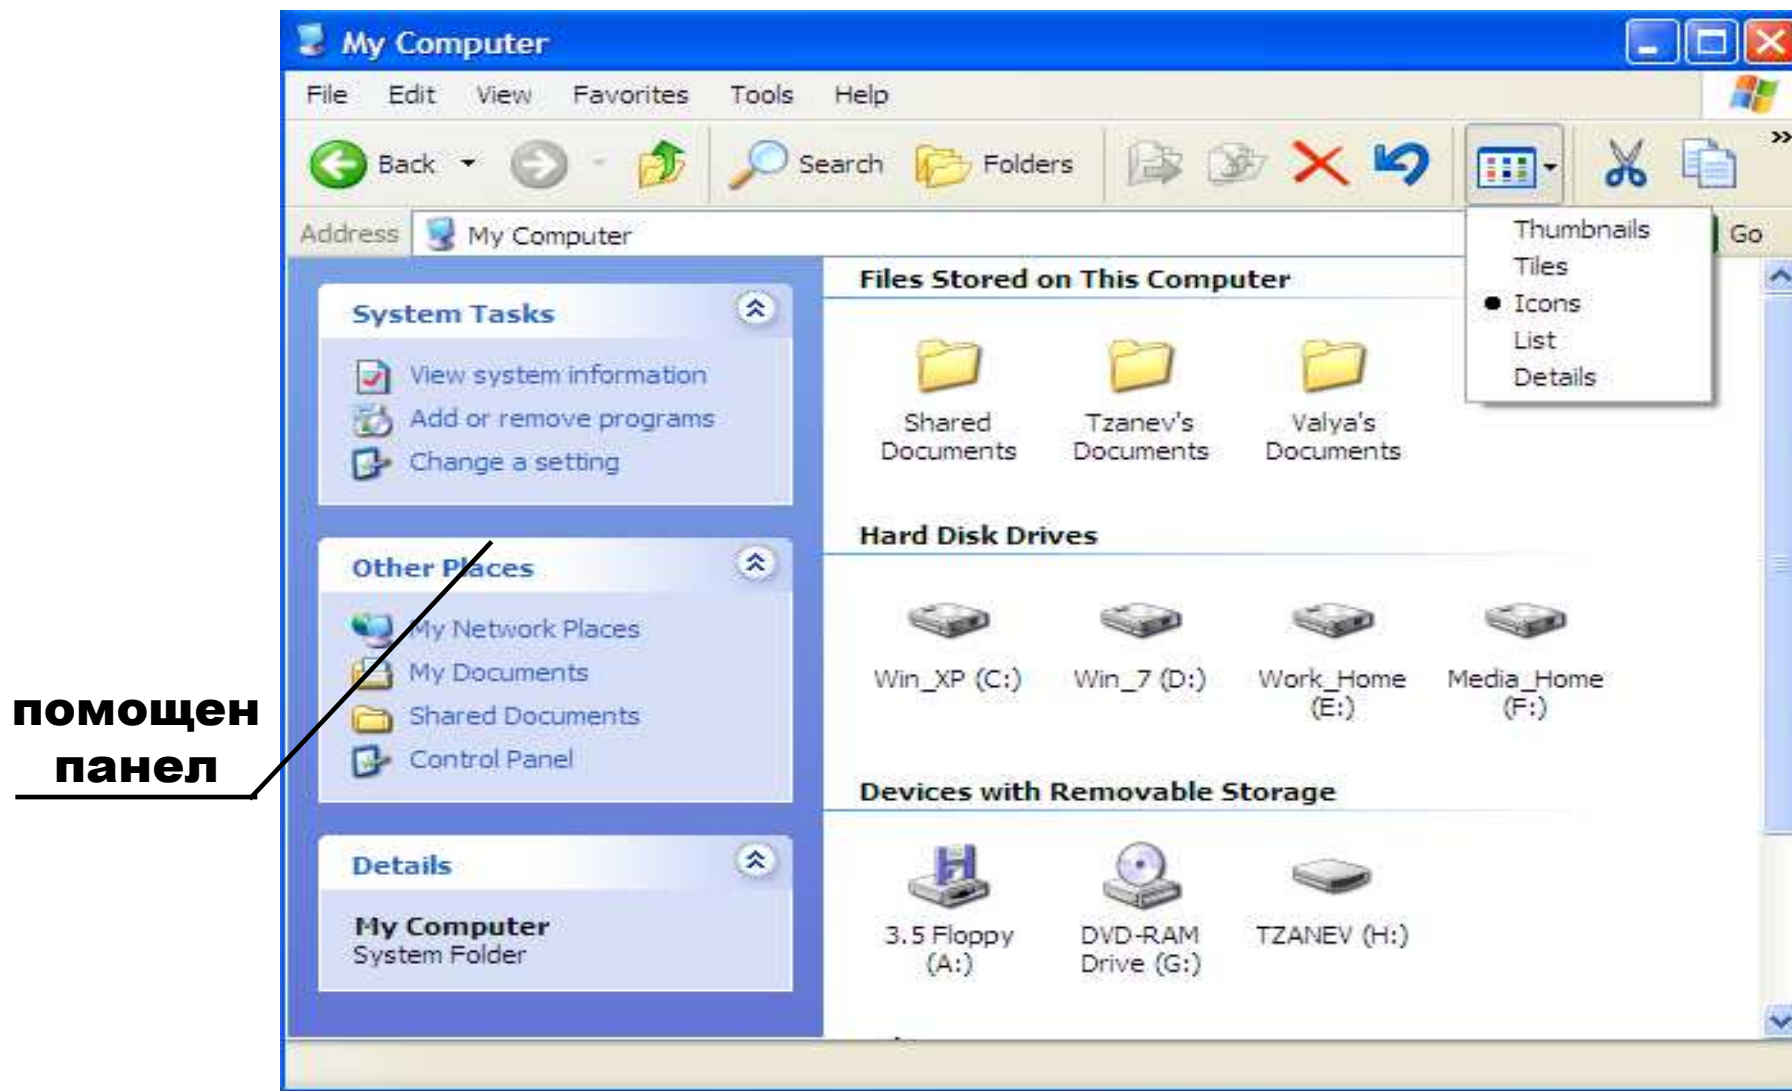 My Computer
File Edit View Favorites Tools Help
Back Search Folders »
Address My Computer Go
Thumbnails
Tiles
Icons
List
Details
System Tasks
View system information
Add or remove programs
Change a setting
Other Places
My Network Places
My Documents
Shared Documents
Control Panel
Details
My Computer
System Folder
помощен
панел
Files Stored on This Computer
Shared
Documents
Tzanev's
Documents
Valya's
Documents
Hard Disk Drives
Win_XP (C:)
Win_7 (D:)
Work_Home
(E:)
Media_Home
(F:)
Devices with Removable Storage
3.5 Floppy
(A:)
DVD-RAM
Drive (G:)
TZANEV (H:)